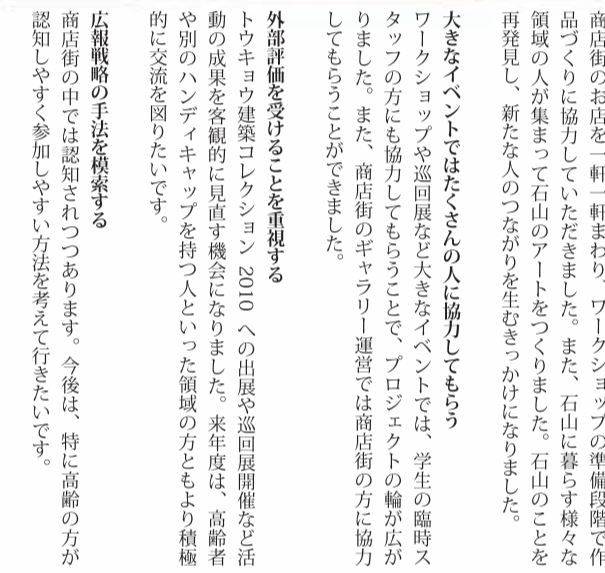 商店街のお店を一軒一軒まわり、ワークショップの準備段階で作
品づくりに協力していただきました。また、石山に暮らす様々な
領域の人が集まって石山のアートをつくりました。石山のことを
再発見し、新たな人のつながりを生むきっかけになりました。
大きなイベントではたくさんの人に協力してもらう
ワークショップや巡回展など大きなイベントでは、学生の臨時ス
タッフの方にも協力してもらうことで、プロジェクトの輪が広が
りました。また、商店街のギャラリー運営では商店街の方に協力
してもらうことができました。
外部評価を受けることを重視する
トウキョウ建築コレクション 2010 への出展や巡回展開催など活
動の成果を客観的に見直す機会になりました。来年度は、高齢者
や別のハンディキャップを持つ人といった領域の方ともより積極
的に交流を図りたいです。
広報戦略の手法を模索する
商店街の中では認知されつつあります。今後は、特に高齢の方が
認知しやすく参加しやすい方法を考えて行きたいです。